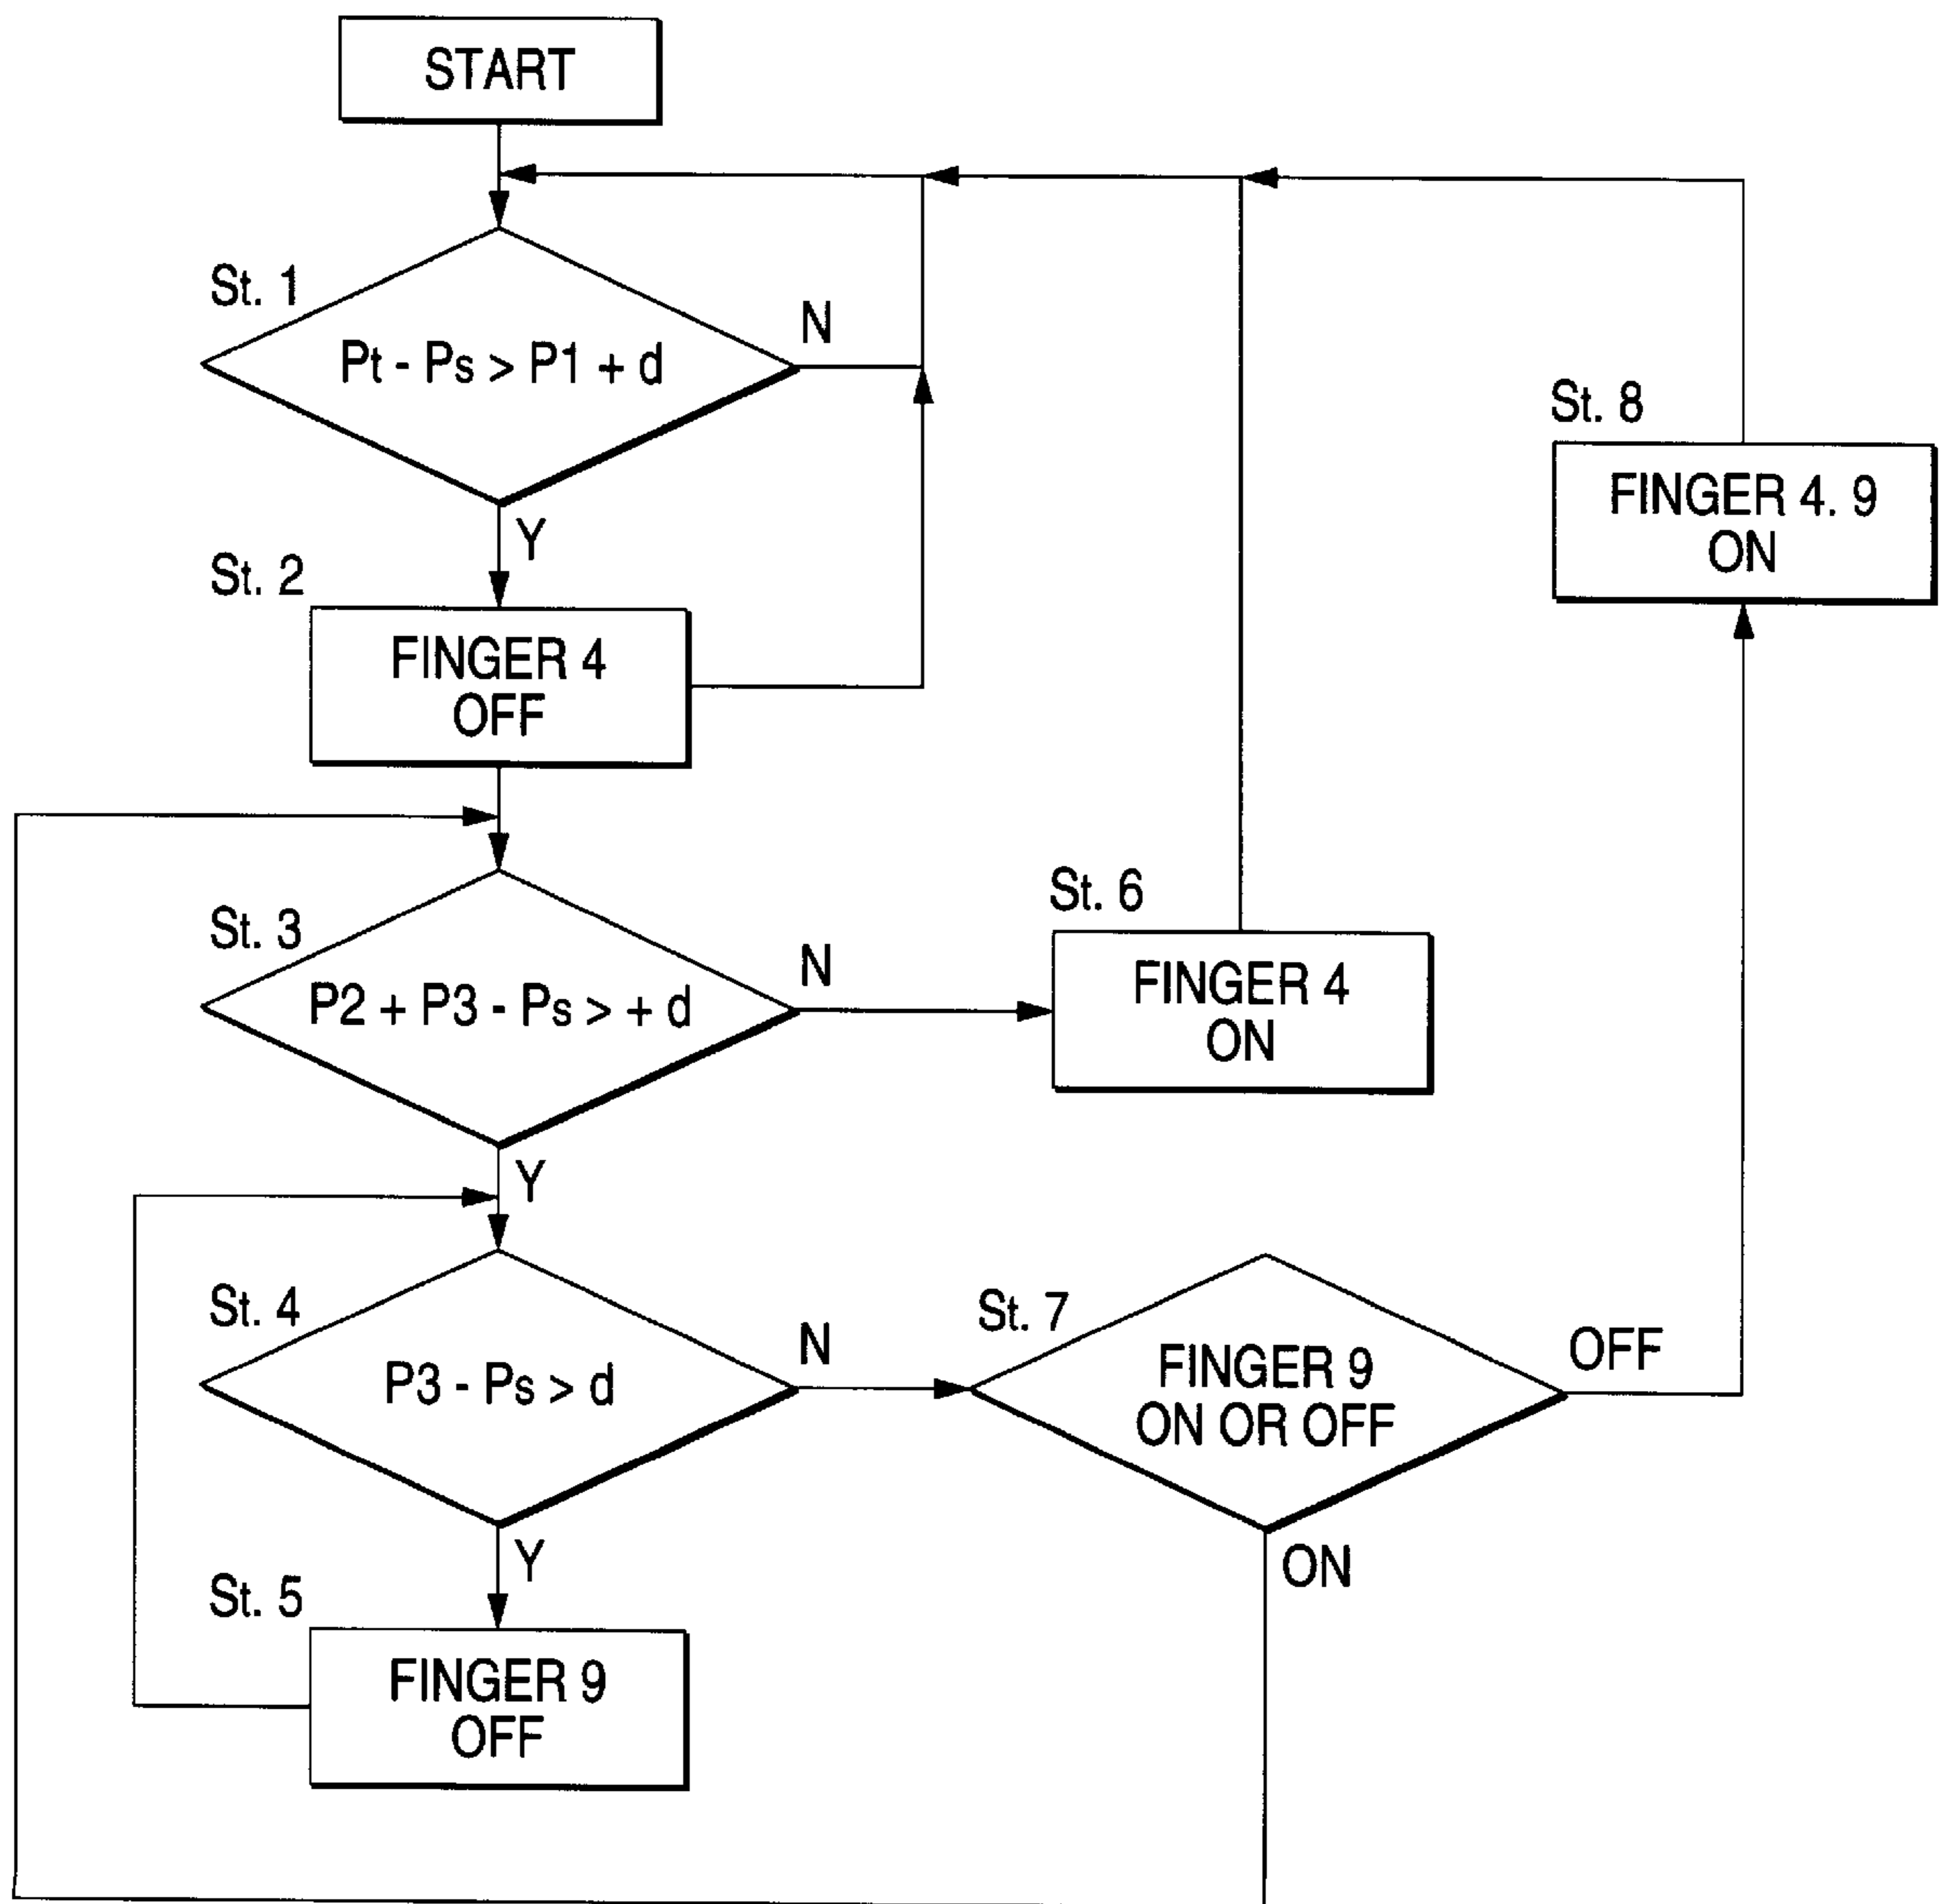 START
St. 1
Pt - Ps > P1 + d
N
Y
St. 2
FINGER 4
OFF
St. 8
FINGER 4. 9
ON
St. 3
P2 + P3 - Ps > + d
N
Y
St. 6
FINGER 4
ON
St. 4
P3 - Ps > d
N
Y
St. 7
FINGER 9
ON OR OFF
OFF
ON
St. 5
FINGER 9
OFF